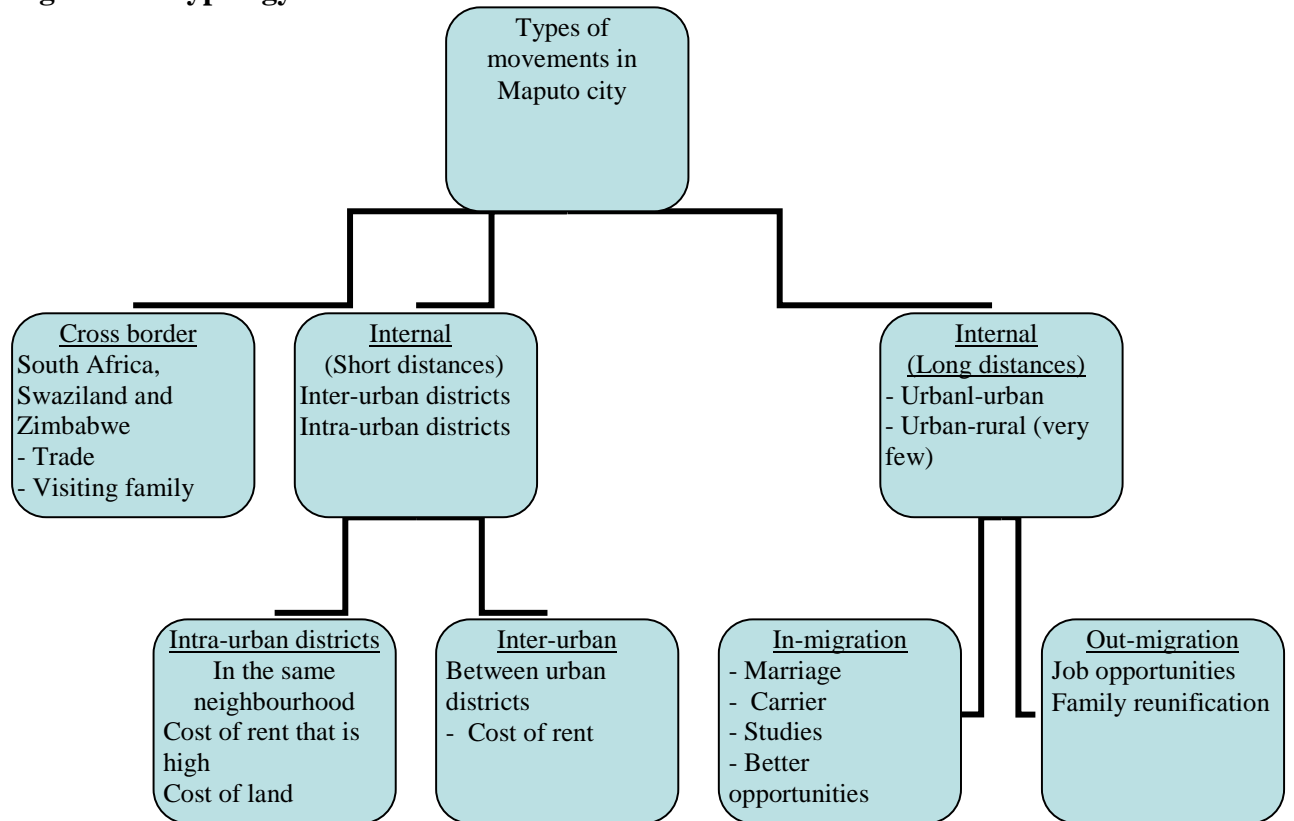 Types of
movements in
Maputo city
Cross border
South Africa,
Swaziland and
Zimbabwe
- Trade
- Visiting family
Internal
(Short distances)
Inter-urban districts
Intra-urban districts
Internal
(Long distances)
- Urbanl-urban
- Urban-rural (very
few)
Intra-urban districts
In the same
neighbourhood
Cost of rent that is
high
Cost of land
Inter-urban
Between urban
districts
- Cost of rent
In-migration
- Marriage
- Carrier
- Studies
- Better
opportunities
Out-migration
Job opportunities
Family reunification